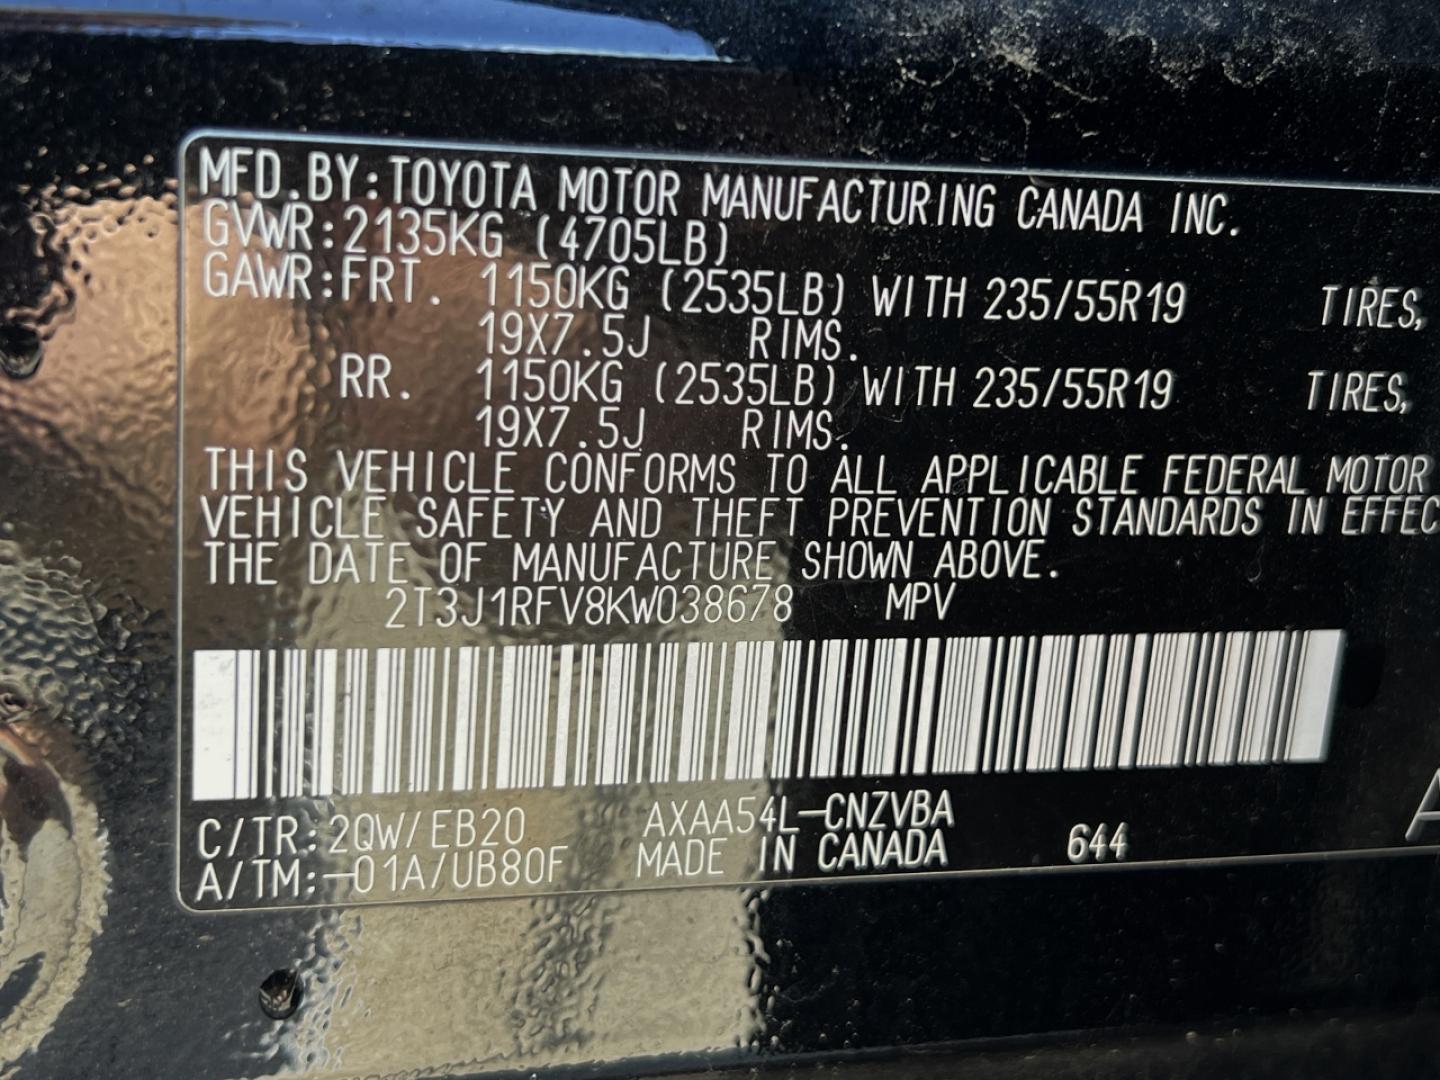 MFD.BY:TOYOTA MOTOR MANUFACTURING CANADA INC.
GVWR:2135KG (4705LB)
GAWR:FRT. 1150KG (2535LB) WITH 235/55R19 TIRES,
19X7.5J RIMS.
RR. 1150KG (2535LB) WITH 235/55R19 TIRES,
19X7.5J RIMS.
THIS VEHICLE CONFORMS TO ALL APPLICABLE FEDERAL MOTOR
VEHICLE SAFETY AND THEFT PREVENTION STANDARDS IN EFFEC
THE DATE OF MANUFACTURE SHOWN ABOVE.
2T3J1RFV8KW038678 MPV
C/TR:2QW/EB20 AXAA54L-CNZVBA
A/TM:-01A/UB80F MADE IN CANADA 644